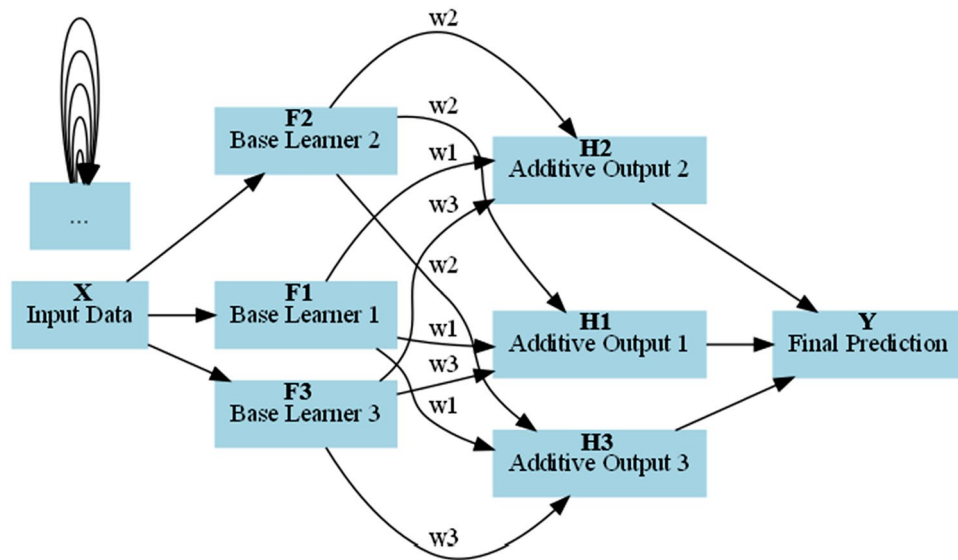 ...
X
Input Data
F2
Base Learner 2
F1
Base Learner 1
F3
Base Learner 3
w2
w2
w1
w3
w2
w1
w3
w1
w3
H2
Additive Output 2
H1
Additive Output 1
H3
Additive Output 3
Y
Final Prediction